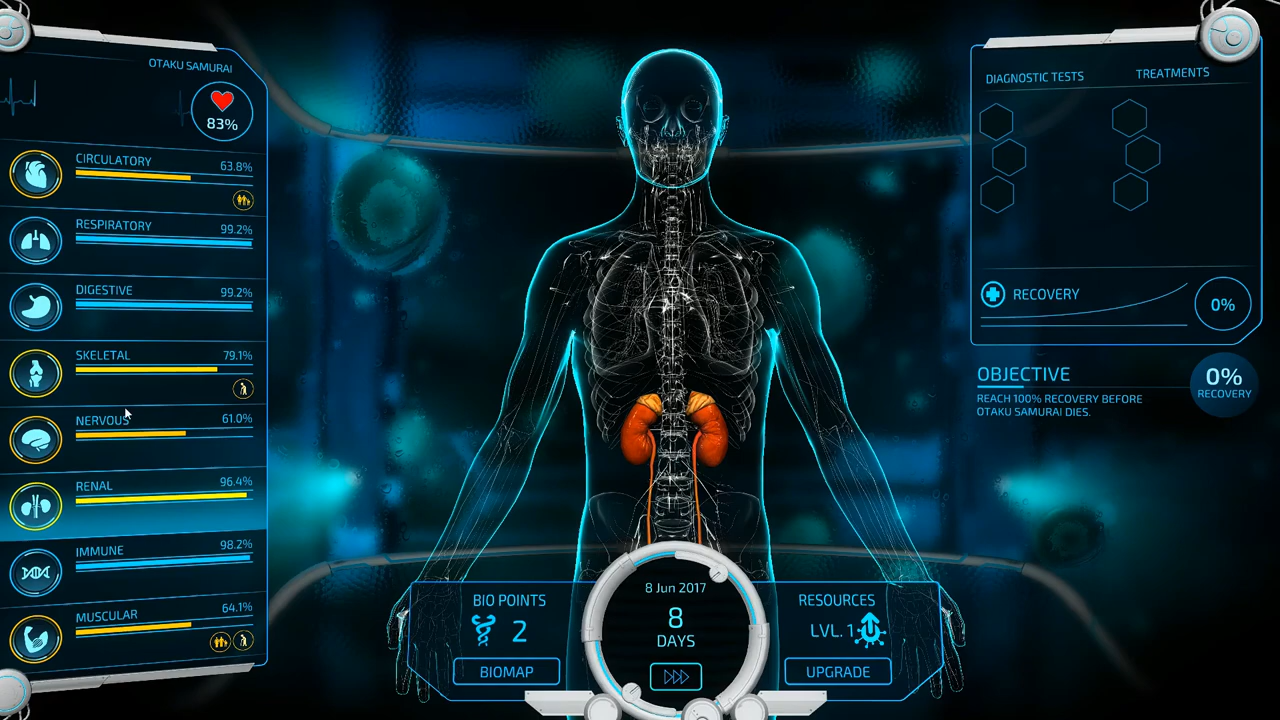 OTAKU SAMURAI
83%
CIRCULATORY 63.8%
RESPIRATORY 99.2%
DIGESTIVE 99.2%
SKELETAL 79.1%
NERVOUS 61.0%
RENAL 96.4%
IMMUNE 98.2%
MUSCULAR 64.1%
DIAGNOSTIC TESTS TREATMENTS
RECOVERY 0%
OBJECTIVE
REACH 100% RECOVERY BEFORE
OTAKU SAMURAI DIES.
0%
RECOVERY
BIO POINTS
2
BIOMAP
8 Jun 2017
8
DAYS
RESOURCES
LVL. 1
UPGRADE